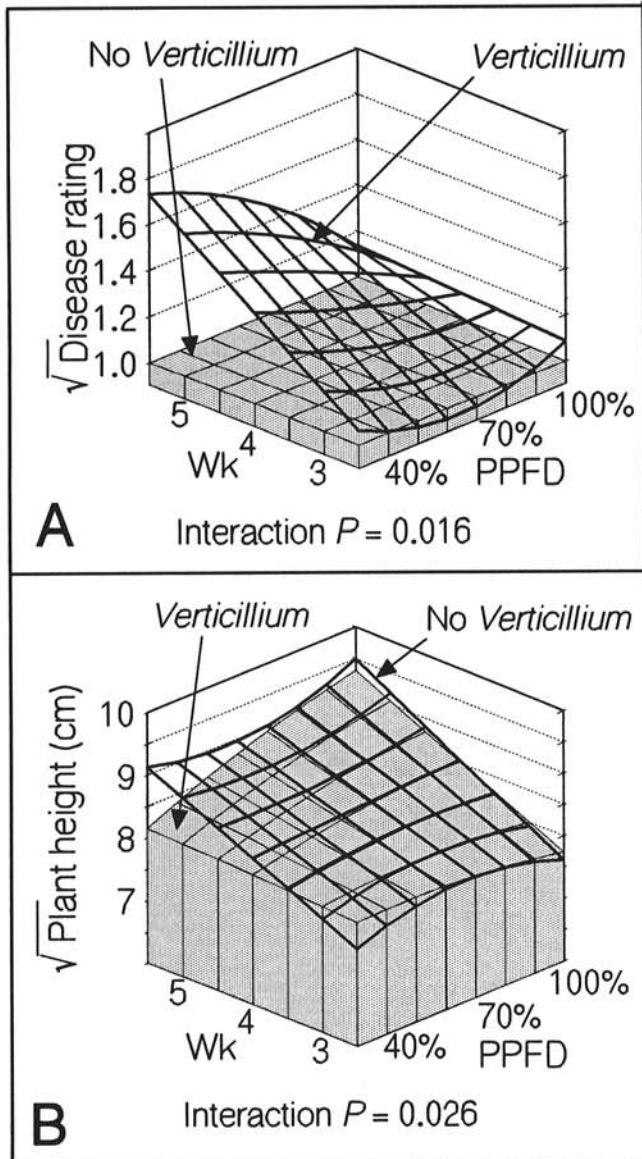 No Verticillium
Verticillium
√Disease rating
1.8
1.6
1.4
1.2
1.0
5
4
3
Wk
100%
70%
40%
PPFD
A
Interaction P = 0.016
Verticillium
No Verticillium
√Plant height (cm)
10
9
8
7
5
4
3
Wk
100%
70%
40%
PPFD
B
Interaction P = 0.026